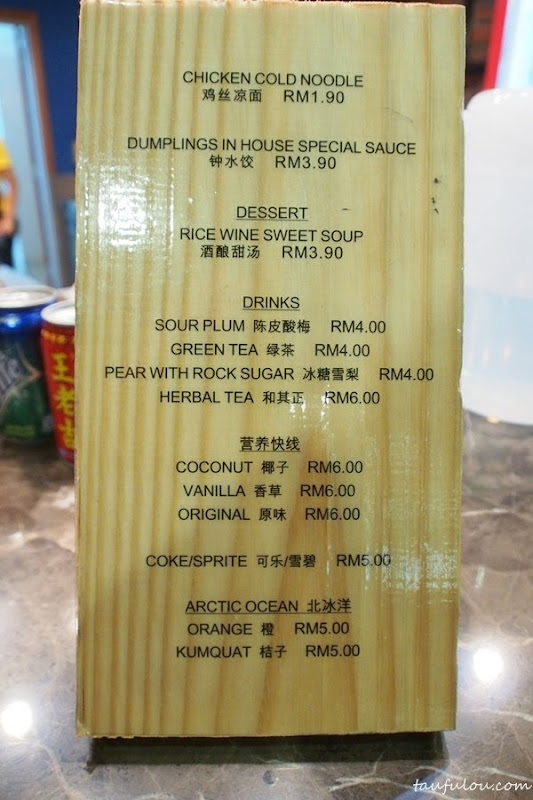 CHICKEN COLD NOODLE
鸡丝凉面 RM1.90
DUMPLINGS IN HOUSE SPECIAL SAUCE
钟水饺 RM3.90
DESSERT
RICE WINE SWEET SOUP
酒酿甜汤 RM3.90
DRINKS
SOUR PLUM 陈皮酸梅 RM4.00
GREEN TEA 绿茶 RM4.00
PEAR WITH ROCK SUGAR 冰糖雪梨 RM4.00
HERBAL TEA 和其正 RM6.00
营养快线
COCONUT 椰子 RM6.00
VANILLA 香草 RM6.00
ORIGINAL 原味 RM6.00
COKE/SPRITE 可乐/雪碧 RM5.00
ARCTIC OCEAN 北冰洋
ORANGE 橙 RM5.00
KUMQUAT 桔子 RM5.00
王老吉
taufulou.com